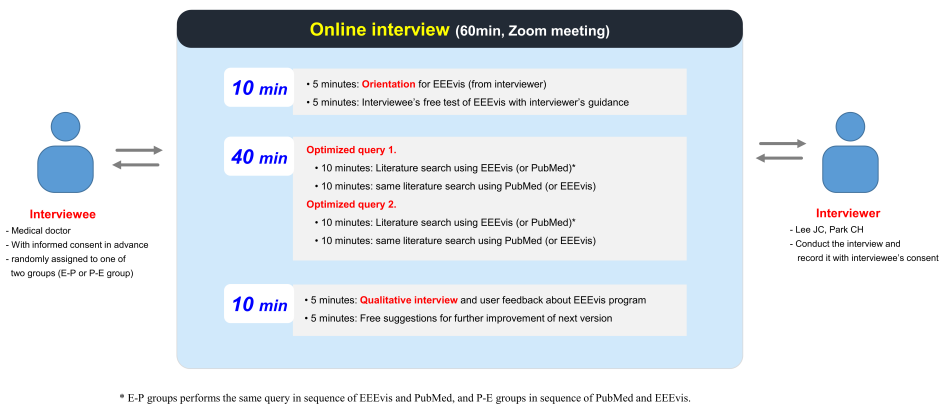 Online interview (60min, Zoom meeting)
10 min
• 5 minutes: Orientation for EEEvis (from interviewer)
• 5 minutes: Interviewee's free test of EEEvis with interviewer's guidance
40 min
Optimized query 1.
• 10 minutes: Literature search using EEEvis (or PubMed)*
• 10 minutes: same literature search using PubMed (or EEEvis)
Optimized query 2.
• 10 minutes: Literature search using EEEvis (or PubMed)*
• 10 minutes: same literature search using PubMed (or EEEvis)
10 min
• 5 minutes: Qualitative interview and user feedback about EEEvis program
• 5 minutes: Free suggestions for further improvement of next version
Interviewee
- Medical doctor
- With informed consent in advance
- randomly assigned to one of
two groups (E-P or P-E group)
Interviewer
- Lee JC, Park CH
- Conduct the interview and
record it with interviewee's consent
* E-P groups performs the same query in sequence of EEEvis and PubMed, and P-E groups in sequence of PubMed and EEEvis.